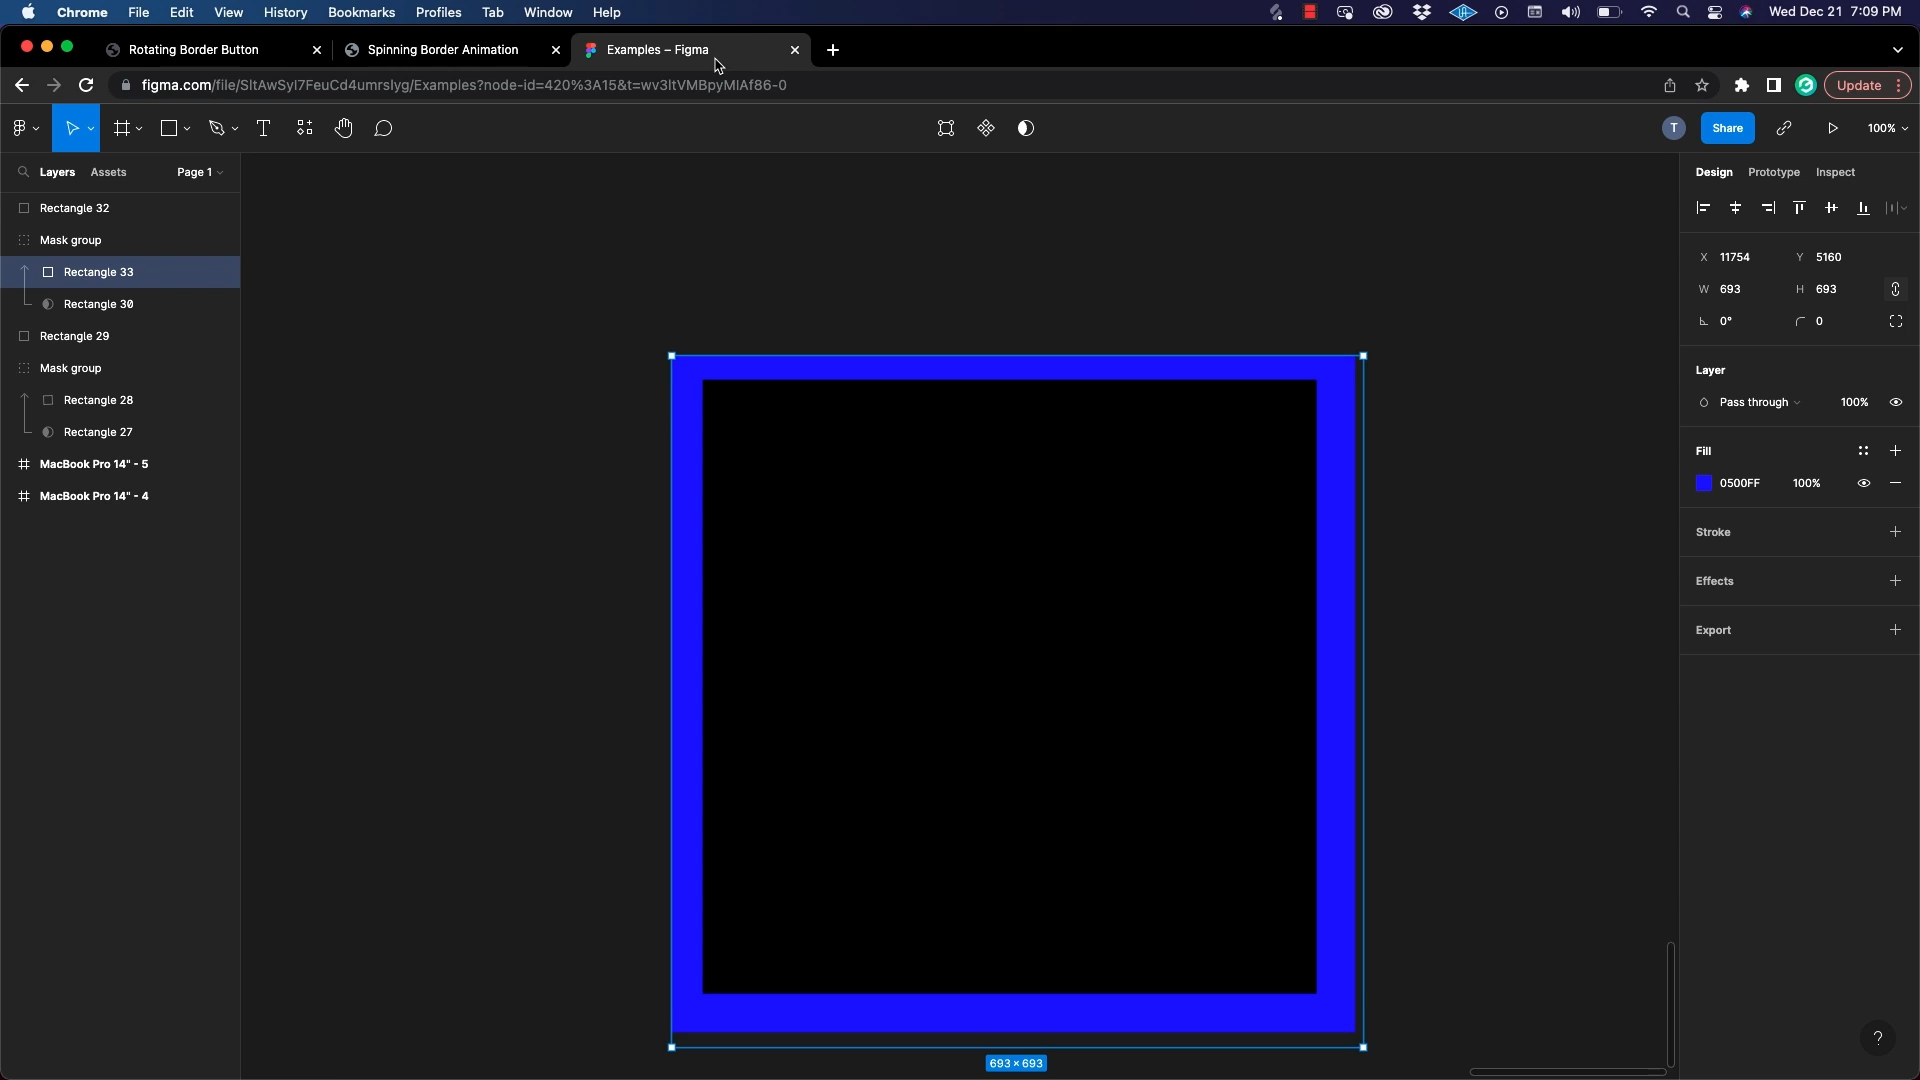 Chrome File Edit View History Bookmarks Profiles Tab Window Help Wed Dec 21 7:09 PM
Rotating Border Button Spinning Border Animation Examples – Figma
figma.com/file/SltAwSyl7FeuCd4umrslyg/Examples?node-id=420%3A15&t=wv3ltVMBpyMlAf86-0 Update
T Share 100%
Layers Assets Page 1 Design Prototype Inspect
Rectangle 32
Mask group
X 11754 Y 5160
Rectangle 33
W 693 H 693
Rectangle 30
0° 0
Rectangle 29
Mask group
Layer
Rectangle 28
Pass through 100%
Rectangle 27
Fill
MacBook Pro 14" - 5
0500FF 100%
MacBook Pro 14" - 4
Stroke
Effects
Export
?
693 × 693